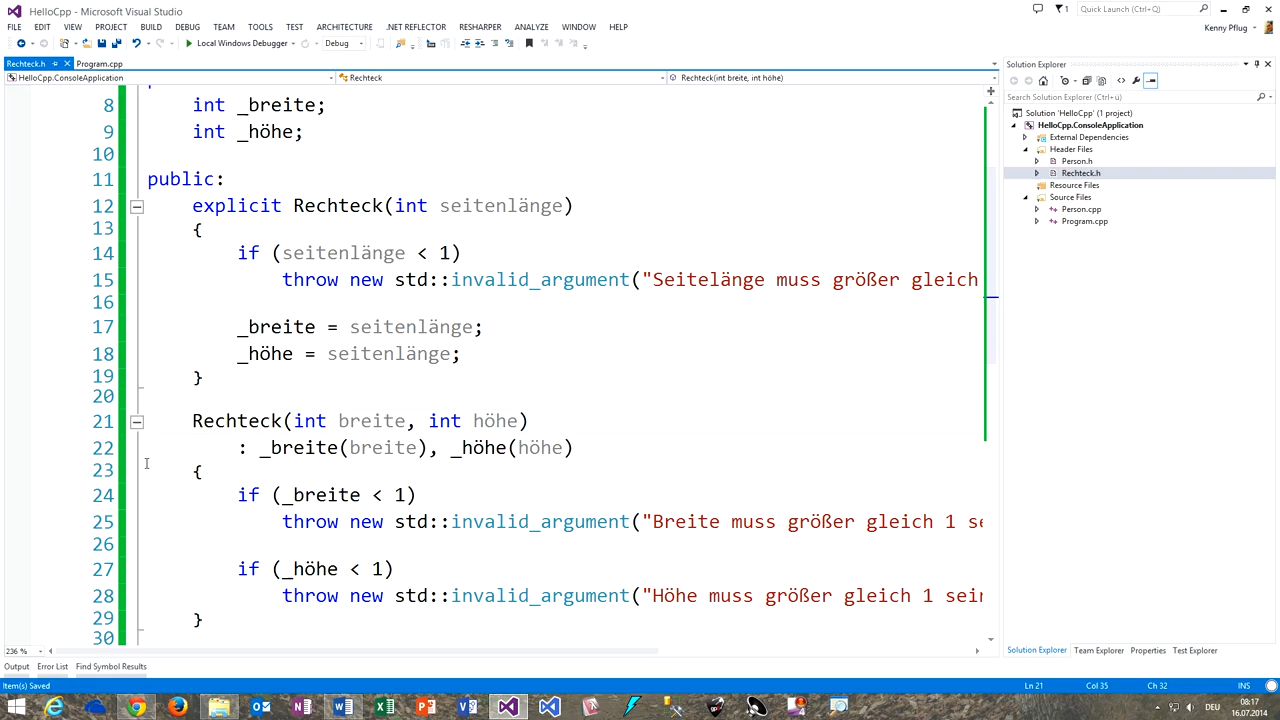 HelloCpp - Microsoft Visual Studio
Quick Launch (Ctrl+Q)
FILE EDIT VIEW PROJECT BUILD DEBUG TEAM TOOLS TEST ARCHITECTURE .NET REFLECTOR RESHARPER ANALYZE WINDOW HELP
Kenny Pflug
Local Windows Debugger
Debug
Rechteck.h
Program.cpp
HelloCpp.ConsoleApplication
Rechteck
Rechteck(int breite, int höhe)
8 int _breite;
9 int _höhe;
10
11 public:
12 explicit Rechteck(int seitenlänge)
13 {
14 if (seitenlänge < 1)
15 throw new std::invalid_argument("Seitelänge muss größer gleich
16
17 _breite = seitenlänge;
18 _höhe = seitenlänge;
19 }
20
21 Rechteck(int breite, int höhe)
22 : _breite(breite), _höhe(höhe)
23 {
24 if (_breite < 1)
25 throw new std::invalid_argument("Breite muss größer gleich 1 se
26
27 if (_höhe < 1)
28 throw new std::invalid_argument("Höhe muss größer gleich 1 sein
29 }
30
236 %
Solution Explorer
Search Solution Explorer (Ctrl+ü)
Solution 'HelloCpp' (1 project)
HelloCpp.ConsoleApplication
External Dependencies
Header Files
Person.h
Rechteck.h
Resource Files
Source Files
Person.cpp
Program.cpp
Solution Explorer Team Explorer Properties Test Explorer
Output Error List Find Symbol Results
Item(s) Saved
Ln 21 Col 35 Ch 32 INS
DEU
08:17
16.07.2014